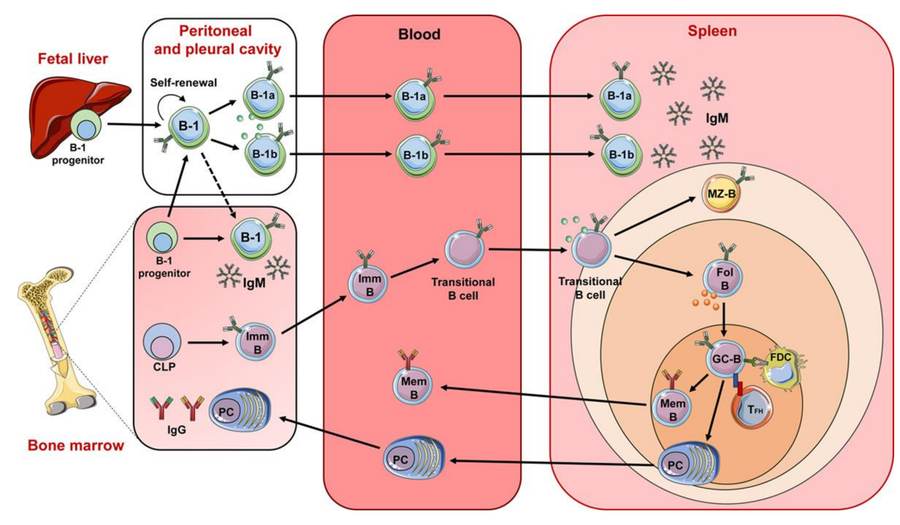 Fetal liver
B-1
progenitor
Peritoneal
and pleural cavity
Self-renewal
B-1
B-1a
B-1b
Blood
B-1a
B-1b
Spleen
B-1a
B-1b
IgM
B-1
progenitor
B-1
IgM
CLP
Imm
B
IgG
PC
Bone marrow
Imm
B
Transitional
B cell
Mem
B
PC
Transitional
B cell
MZ-B
Fol
B
GC-B
FDC
TFH
Mem
B
PC